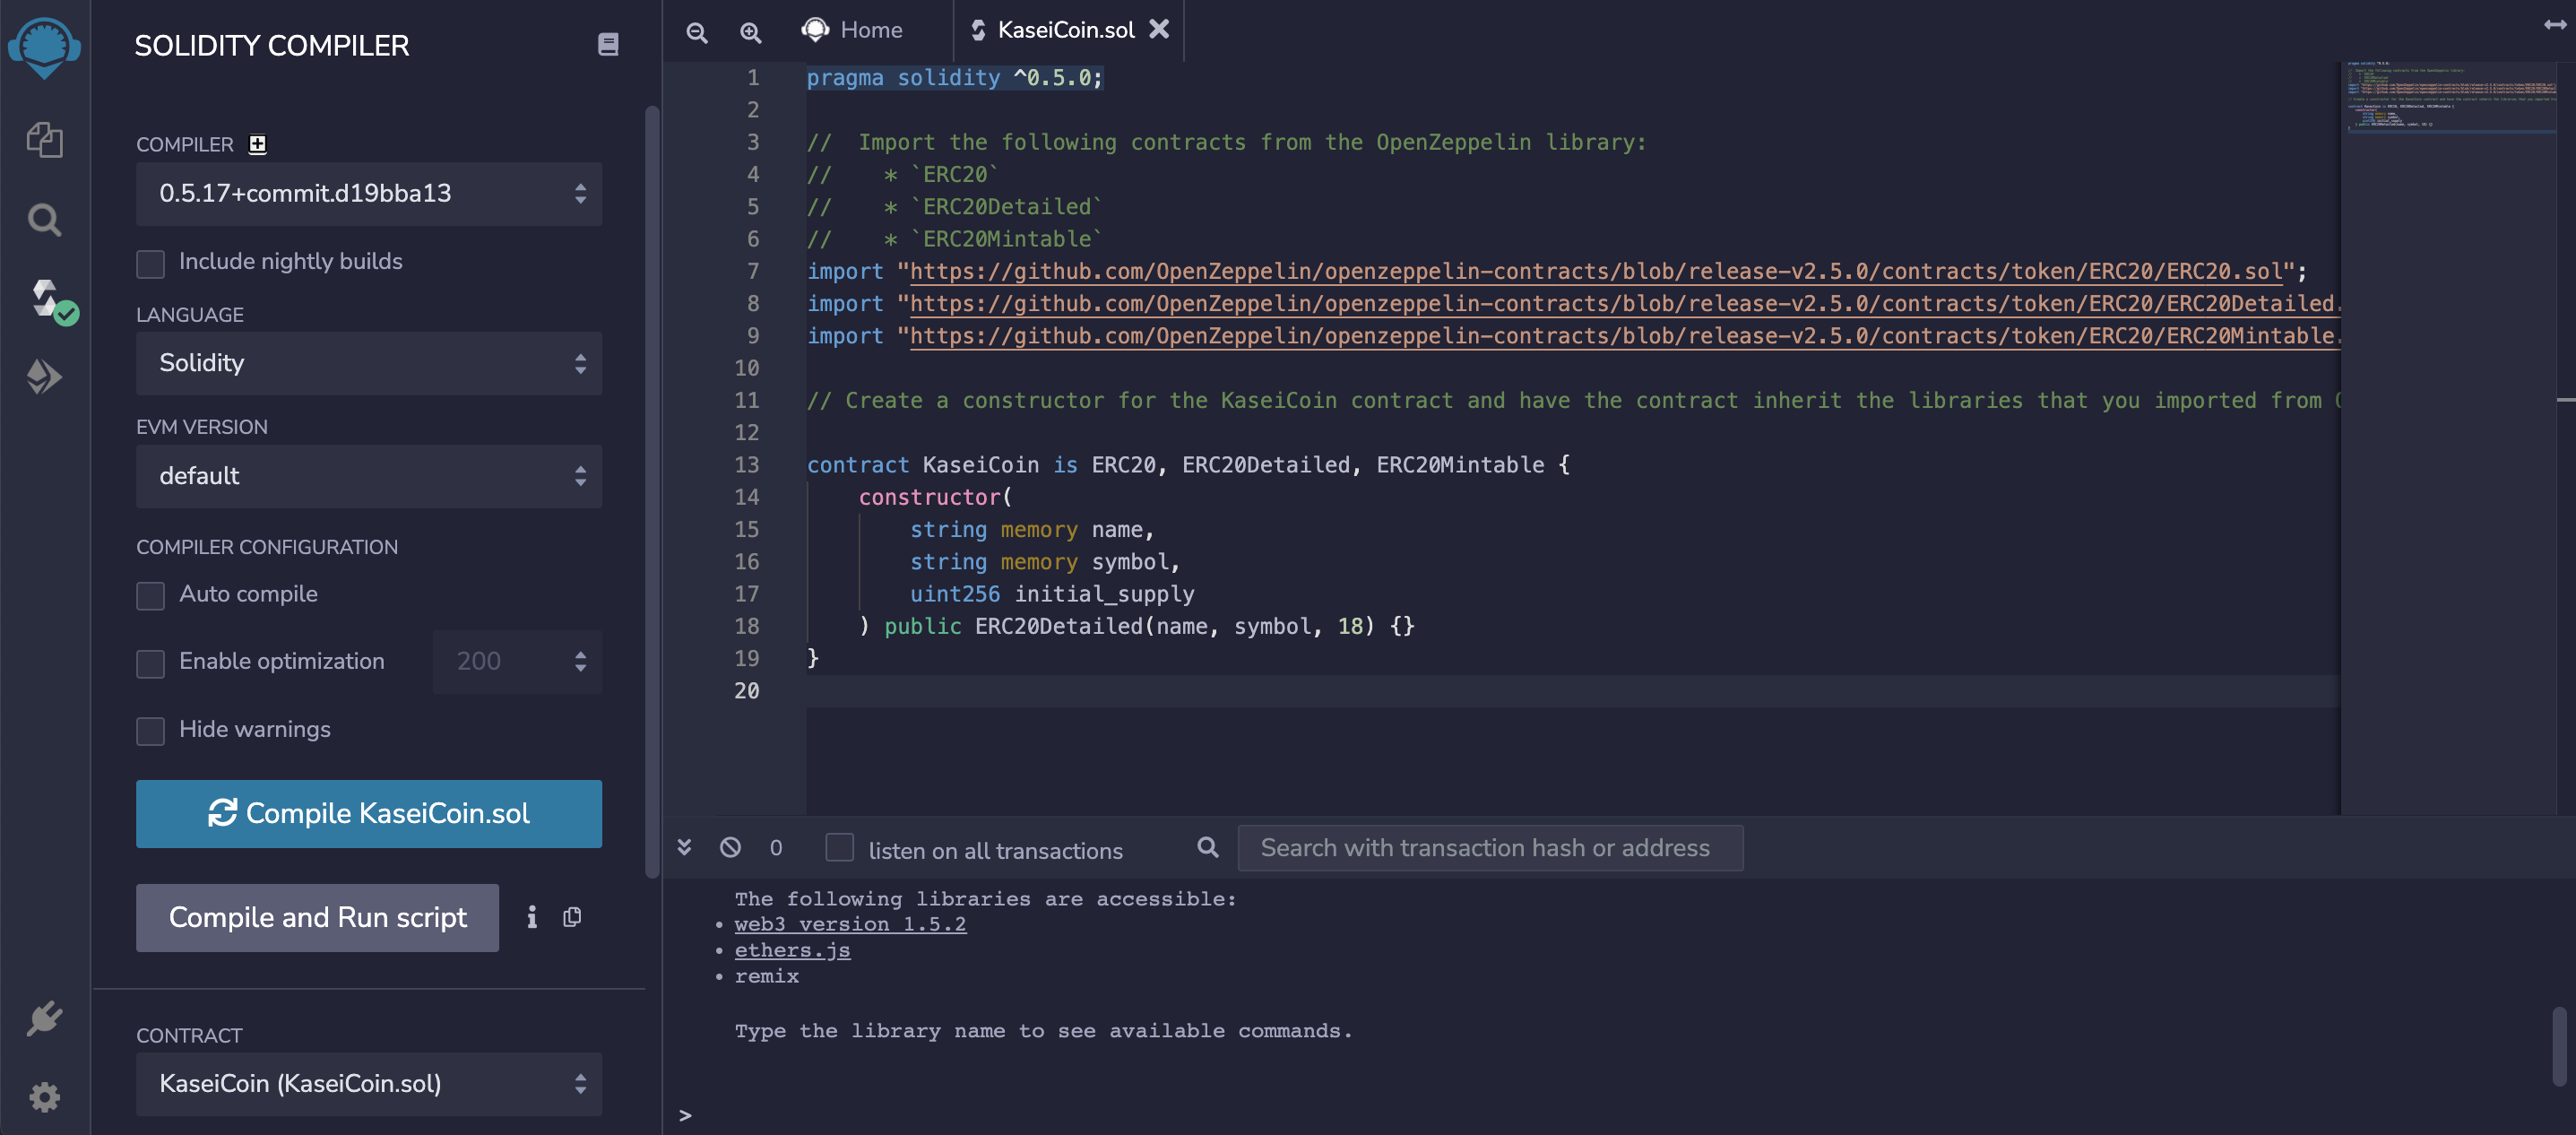 SOLIDITY COMPILER
COMPILER
0.5.17+commit.d19bba13
Include nightly builds
LANGUAGE
Solidity
EVM VERSION
default
COMPILER CONFIGURATION
Auto compile
Enable optimization 200
Hide warnings
Compile KaseiCoin.sol
Compile and Run script
CONTRACT
KaseiCoin (KaseiCoin.sol)
Home KaseiCoin.sol
1 pragma solidity ^0.5.0;
2
3 //  Import the following contracts from the OpenZeppelin library:
4 //    * `ERC20`
5 //    * `ERC20Detailed`
6 //    * `ERC20Mintable`
7 import "https://github.com/OpenZeppelin/openzeppelin-contracts/blob/release-v2.5.0/contracts/token/ERC20/ERC20.sol";
8 import "https://github.com/OpenZeppelin/openzeppelin-contracts/blob/release-v2.5.0/contracts/token/ERC20/ERC20Detailed.
9 import "https://github.com/OpenZeppelin/openzeppelin-contracts/blob/release-v2.5.0/contracts/token/ERC20/ERC20Mintable.
10
11 // Create a constructor for the KaseiCoin contract and have the contract inherit the libraries that you imported from
12
13 contract KaseiCoin is ERC20, ERC20Detailed, ERC20Mintable {
14     constructor(
15         string memory name,
16         string memory symbol,
17         uint256 initial_supply
18     ) public ERC20Detailed(name, symbol, 18) {}
19 }
20
0 listen on all transactions Search with transaction hash or address
The following libraries are accessible:
• web3 version 1.5.2
• ethers.js
• remix
Type the library name to see available commands.
>